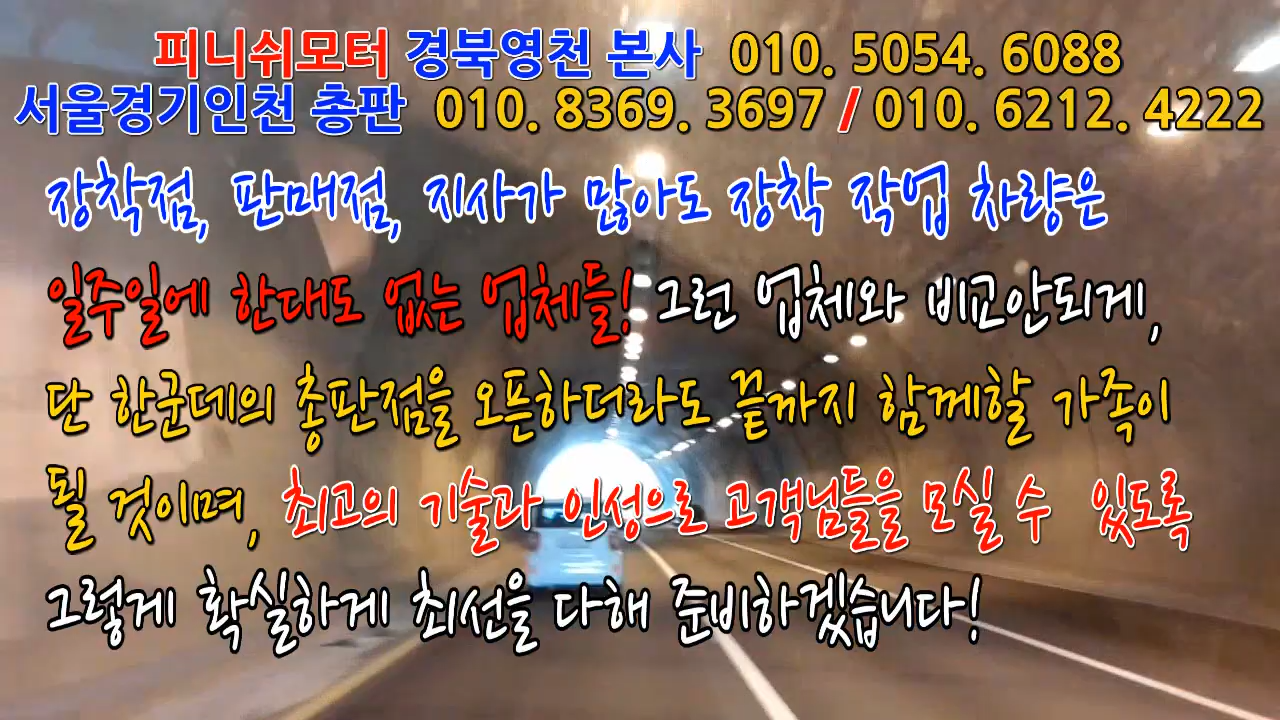 피니쉬모터 경북영천 본사 010. 5054. 6088
서울경기인천 총판 010. 8369. 3697 / 010. 6212. 4222
장착점, 판매점, 지사가 많아도 장착 작업 차량은
일주일에 한대도 없는 업체들! 그런 업체와 비교안되게,
단 한군데의 총판점을 오픈하더라도 끝까지 함께할 가족이
될 것이며, 최고의 기술과 인성으로 고객님들을 모실 수 있도록
그렇게 확실하게 최선을 다해 준비하겠습니다!